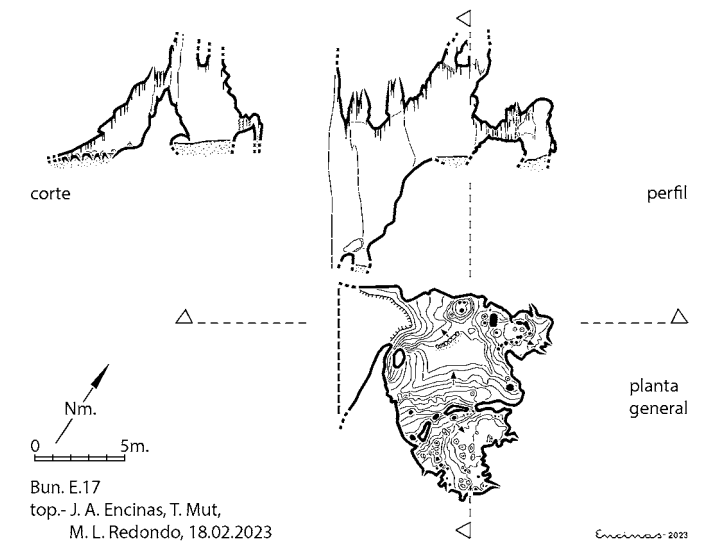 corte
perfil
planta
general
Nm.
0 5m.
Bun. E.17
top.- J. A. Encinas, T. Mut,
M. L. Redondo, 18.02.2023
Encinas - 2023